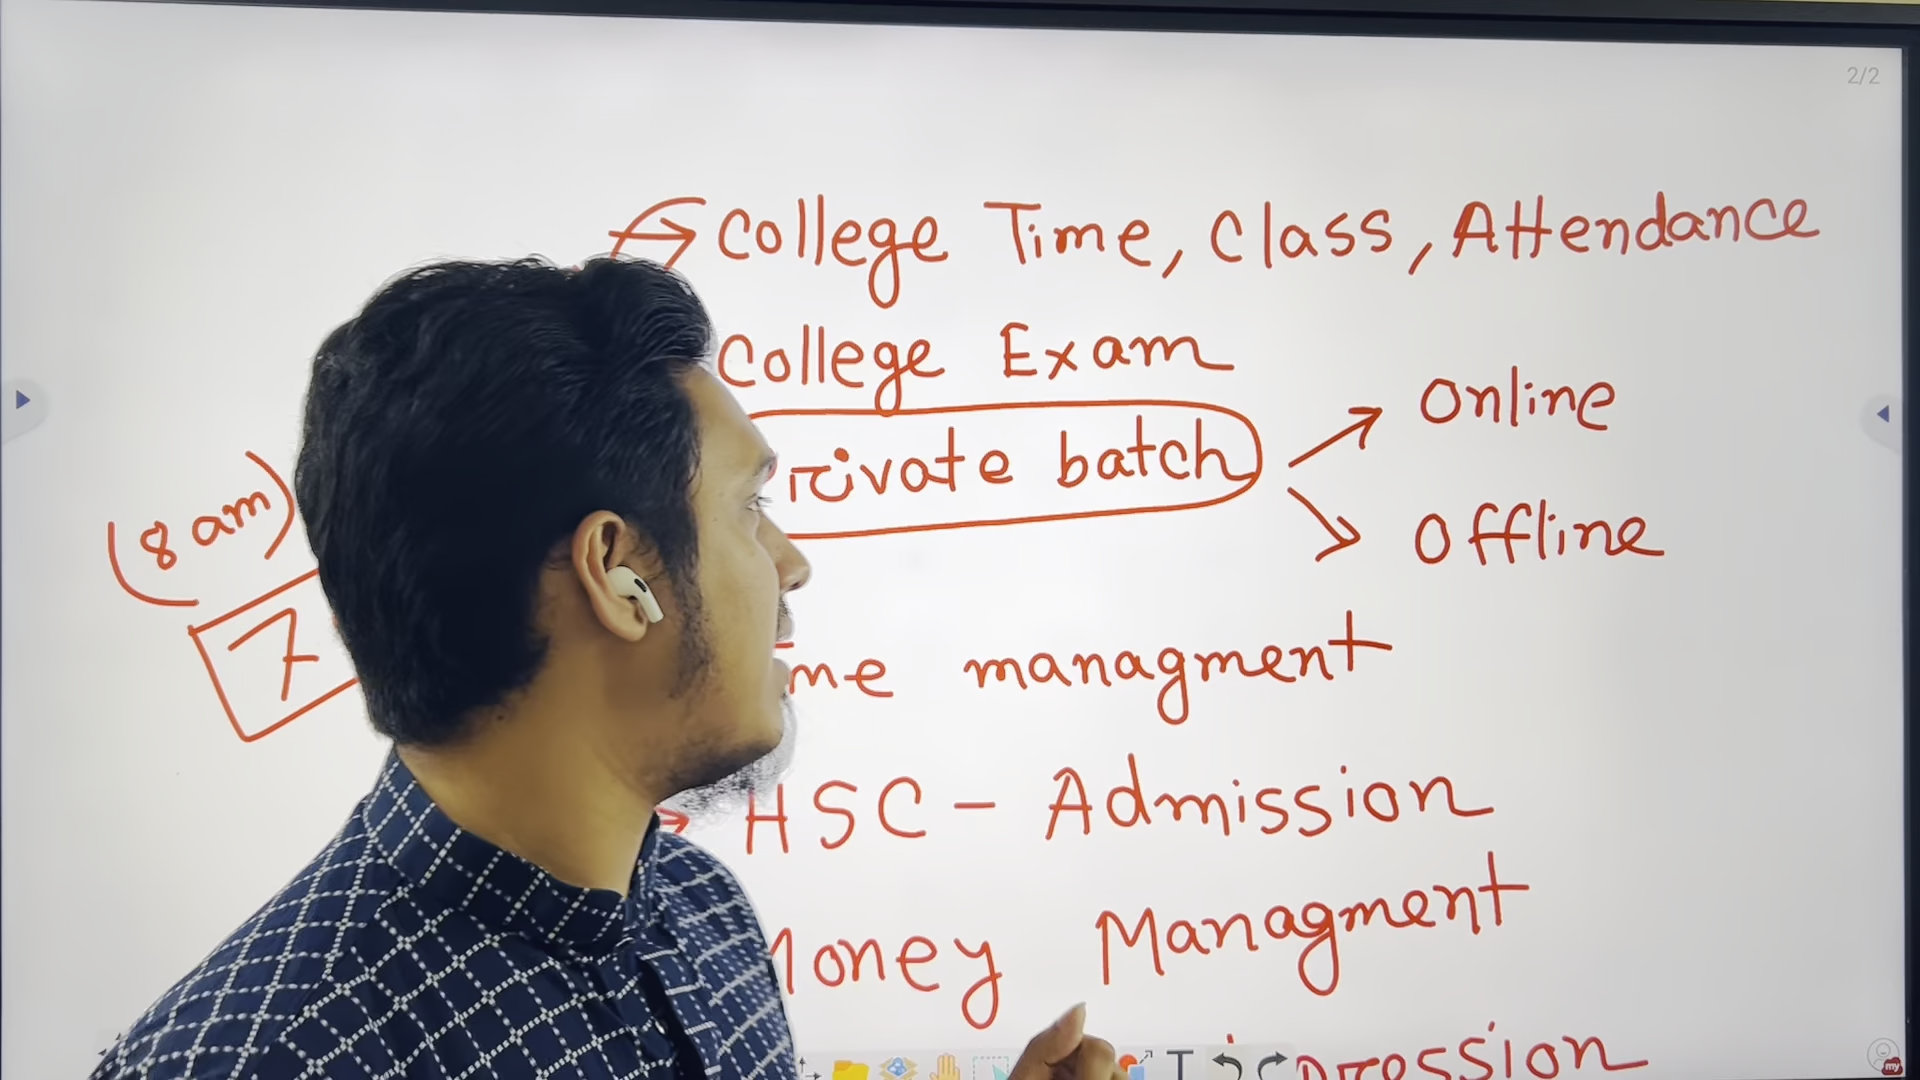 2/2
College Time, Class, Attendance
College Exam
Private batch
Online
Offline
(8 am)
7
me managment
HSC - Admission
Money Managment